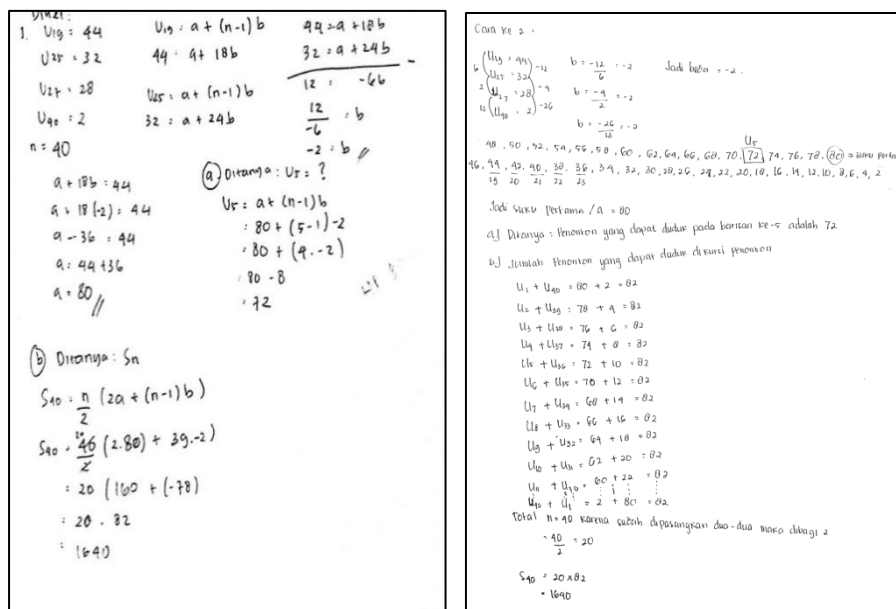 1. U19 = 44
U25 = 32
U27 = 28
U40 = 2
n = 40
U19 = a + (n-1) b
44 = a + 18b
U25 = a + (n-1) b
32 = a + 24b
44 = a + 18b
32 = a + 24b
12 = -6b
12/-6 = b
-2 = b
a + 18b = 44
a + 18 (-2) = 44
a - 36 = 44
a = 44 + 36
a = 80
(a) Ditanya : U5 = ?
U5 = a + (n-1) b
= 80 + (5-1) -2
= 80 + (4 . -2)
= 80 - 8
= 72
(b) Ditanya : Sn
S40 = n/2 (2a + (n-1) b)
S40 = 40/2 (2.80) + 39.-2)
= 20 (160 + (-78)
= 20 . 82
= 1640
Cara ke 2 .
6 (U19 = 44) -12
2 (U25 = 32
U27 = 28) -4
13 (U40 = 2) -26
b = -12/6 = -2
b = -4/2 = -2
b = -26/13 = -2
Jadi beda = -2 .
U5
48 , 50 , 52 , 54 , 56 , 58 , 60 , 62, 64, 66, 68, 70, 72, 74, 76, 78, 80 = suku perta
46, 44, 42, 40, 38, 36, 34, 32, 30, 28, 26, 24, 22, 20, 18, 16, 14, 12, 10, 8, 6, 4, 2
19 20 21 22 23
Jadi suku pertama / a = 80
a.) Ditanya : Penonton yang dapat duduk pada barisan ke-5 adalah 72
b.) Jumlah Penonton yang dapat duduk di kursi penonton
U1 + U40 = 80 + 2 = 82
U2 + U39 = 78 + 4 = 82
U3 + U38 = 76 + 6 = 82
U4 + U37 = 74 + 8 = 82
U5 + U36 = 72 + 10 = 82
U6 + U35 = 70 + 12 = 82
U7 + U34 = 68 + 14 = 82
U8 + U33 = 66 + 16 = 82
U9 + U32 = 64 + 18 = 82
U10 + U11 = 62 + 20 = 82
U11 + U30 = 60 + 22 = 82
U40 + U1 = 2 + 80 = 82
Total n = 40 karena sudah dipasangkan dua-dua maka dibagi 2
= 40/2 = 20
S40 = 20 x 82
= 1640